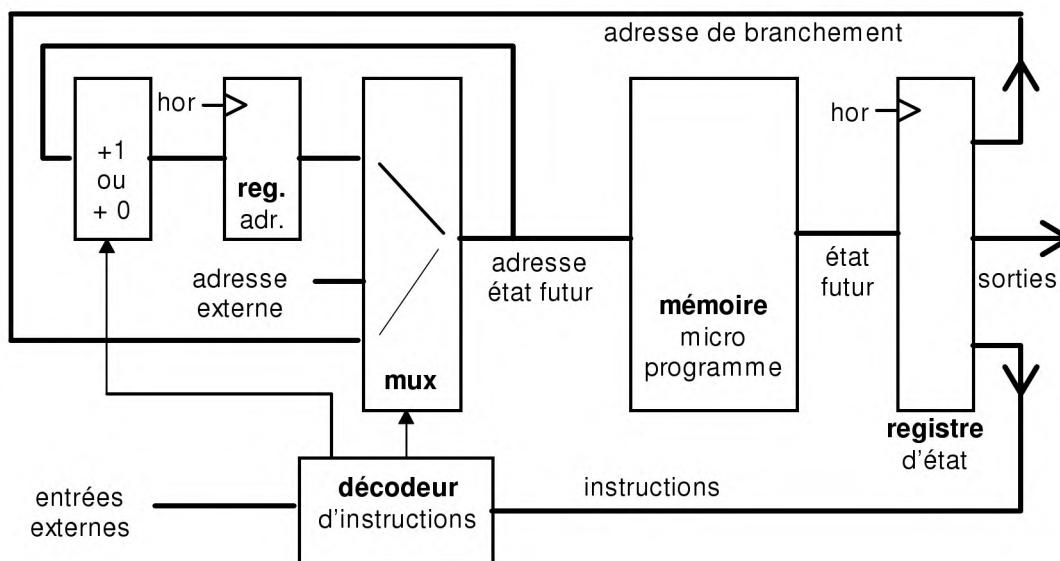 adresse de branchement
hor
+1
ou
+ 0
reg.
adr.
adresse
externe
mux
adresse
état futur
mémoire
micro
programme
état
futur
hor
sorties
registre
d'état
entrées
externes
décodeur
d'instructions
instructions